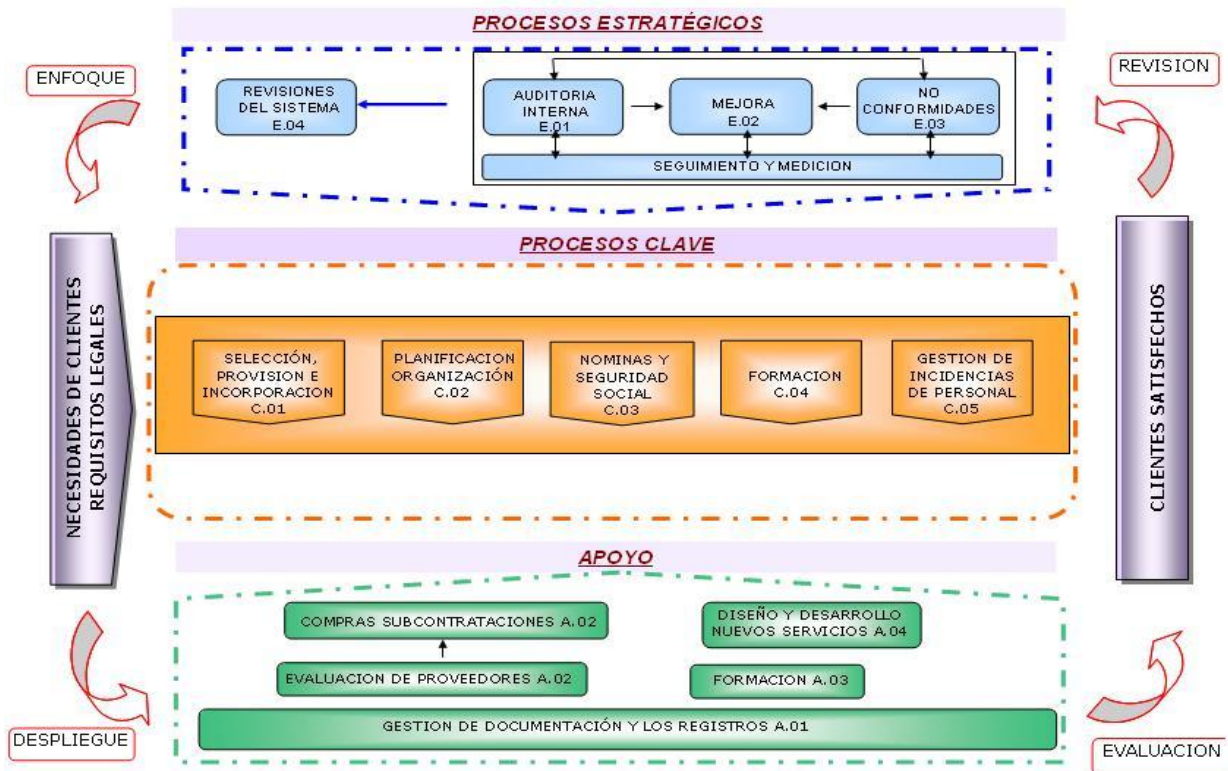 PROCESOS ESTRATÉGICOS
ENFOQUE
REVISION
REVISIONES
DEL SISTEMA
E.04
AUDITORIA
INTERNA
E.01
MEJORA
E.02
NO
CONFORMIDADES
E.03
SEGUIMIENTO Y MEDICION
PROCESOS CLAVE
NECESIDADES DE CLIENTES
REQUISITOS LEGALES
SELECCIÓN,
PROVISION E
INCORPORACION
C.01
PLANIFICACION
ORGANIZACIÓN
C.02
NOMINAS Y
SEGURIDAD
SOCIAL
C.03
FORMACION
C.04
GESTION DE
INCIDENCIAS
DE PERSONAL
C.05
CLIENTES SATISFECHOS
APOYO
COMPRAS SUBCONTRATACIONES A.02
DISEÑO Y DESARROLLO
NUEVOS SERVICIOS A.04
EVALUACION DE PROVEEDORES A.02
FORMACION A.03
GESTION DE DOCUMENTACIÓN Y LOS REGISTROS A.01
DESPLIEGUE
EVALUACION